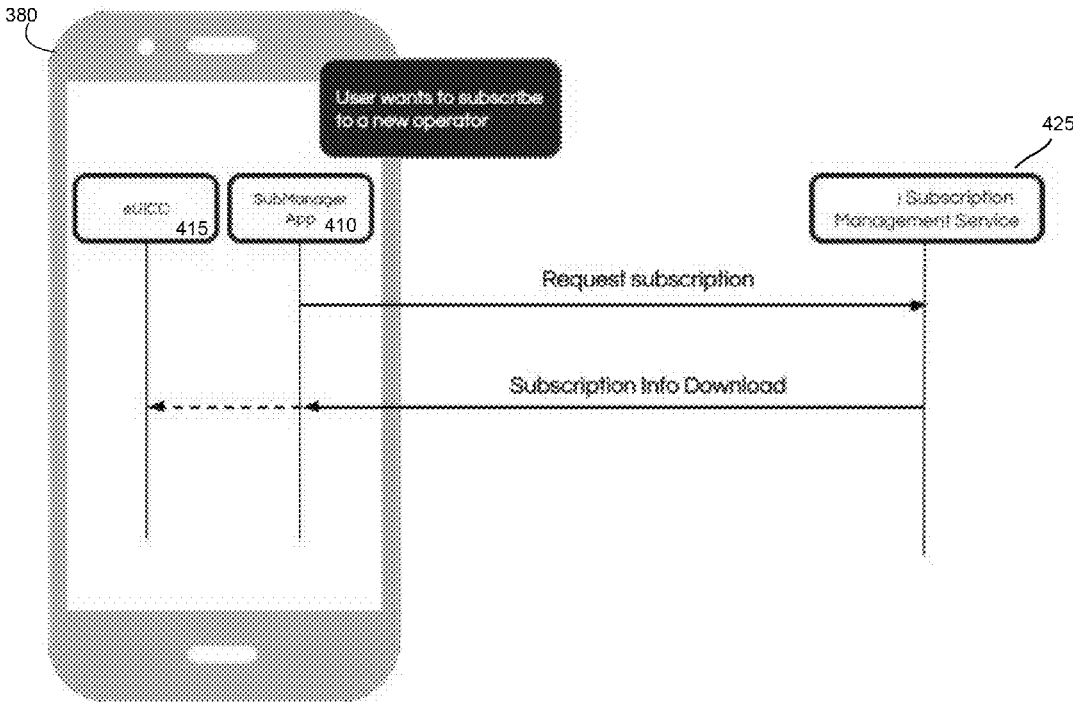 380
User wants to subscribe
to a new operator
425
eUICC
415
SubManager
App 410
) Subscription
Management Service
Request subscription
Subscription Info Download